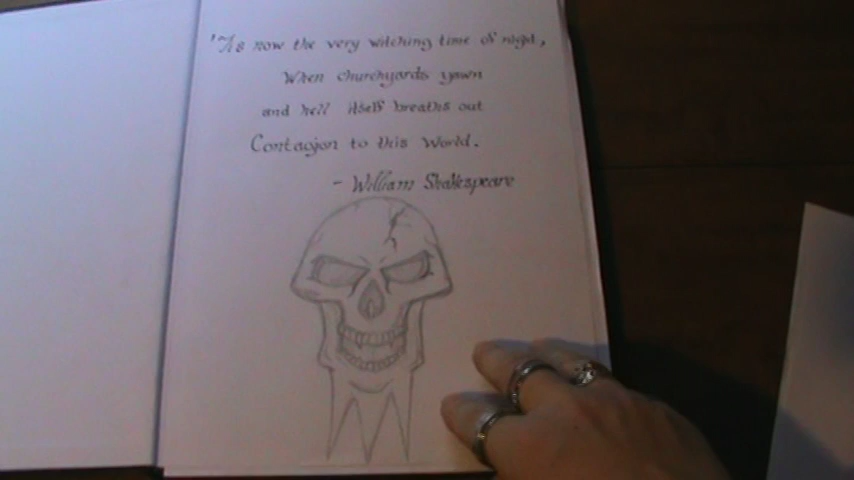 'Tis now the very witching time of night,
When churchyards yawn
and hell itself breaths out
Contagion to this World.
- William Shakespeare